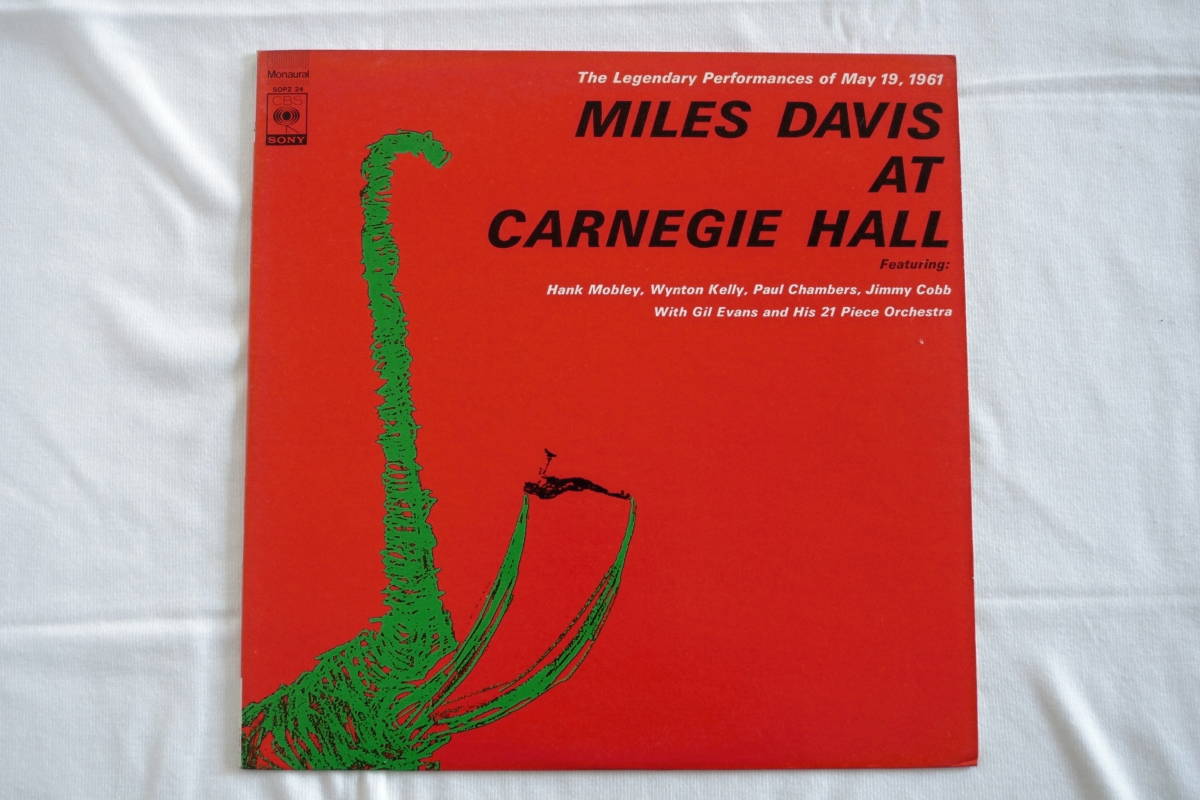 Monaural
SOPZ 24
CBS
SONY
The Legendary Performances of May 19, 1961
MILES DAVIS
AT
CARNEGIE HALL
Featuring:
Hank Mobley, Wynton Kelly, Paul Chambers, Jimmy Cobb
With Gil Evans and His 21 Piece Orchestra